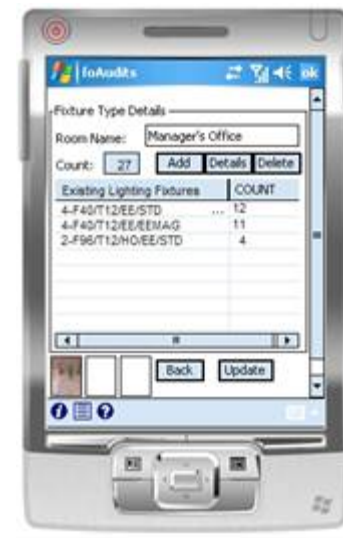 foAudits ok
Fixture Type Details
Room Name: Manager's Office
Count: 27 Add Details Delete
Existing Lighting Fixtures COUNT
4-F40/T12/EE/STD ... 12
4-F40/T12/EE/EEMAG 11
2-F96/T12/HO/EE/STD 4
Back Update